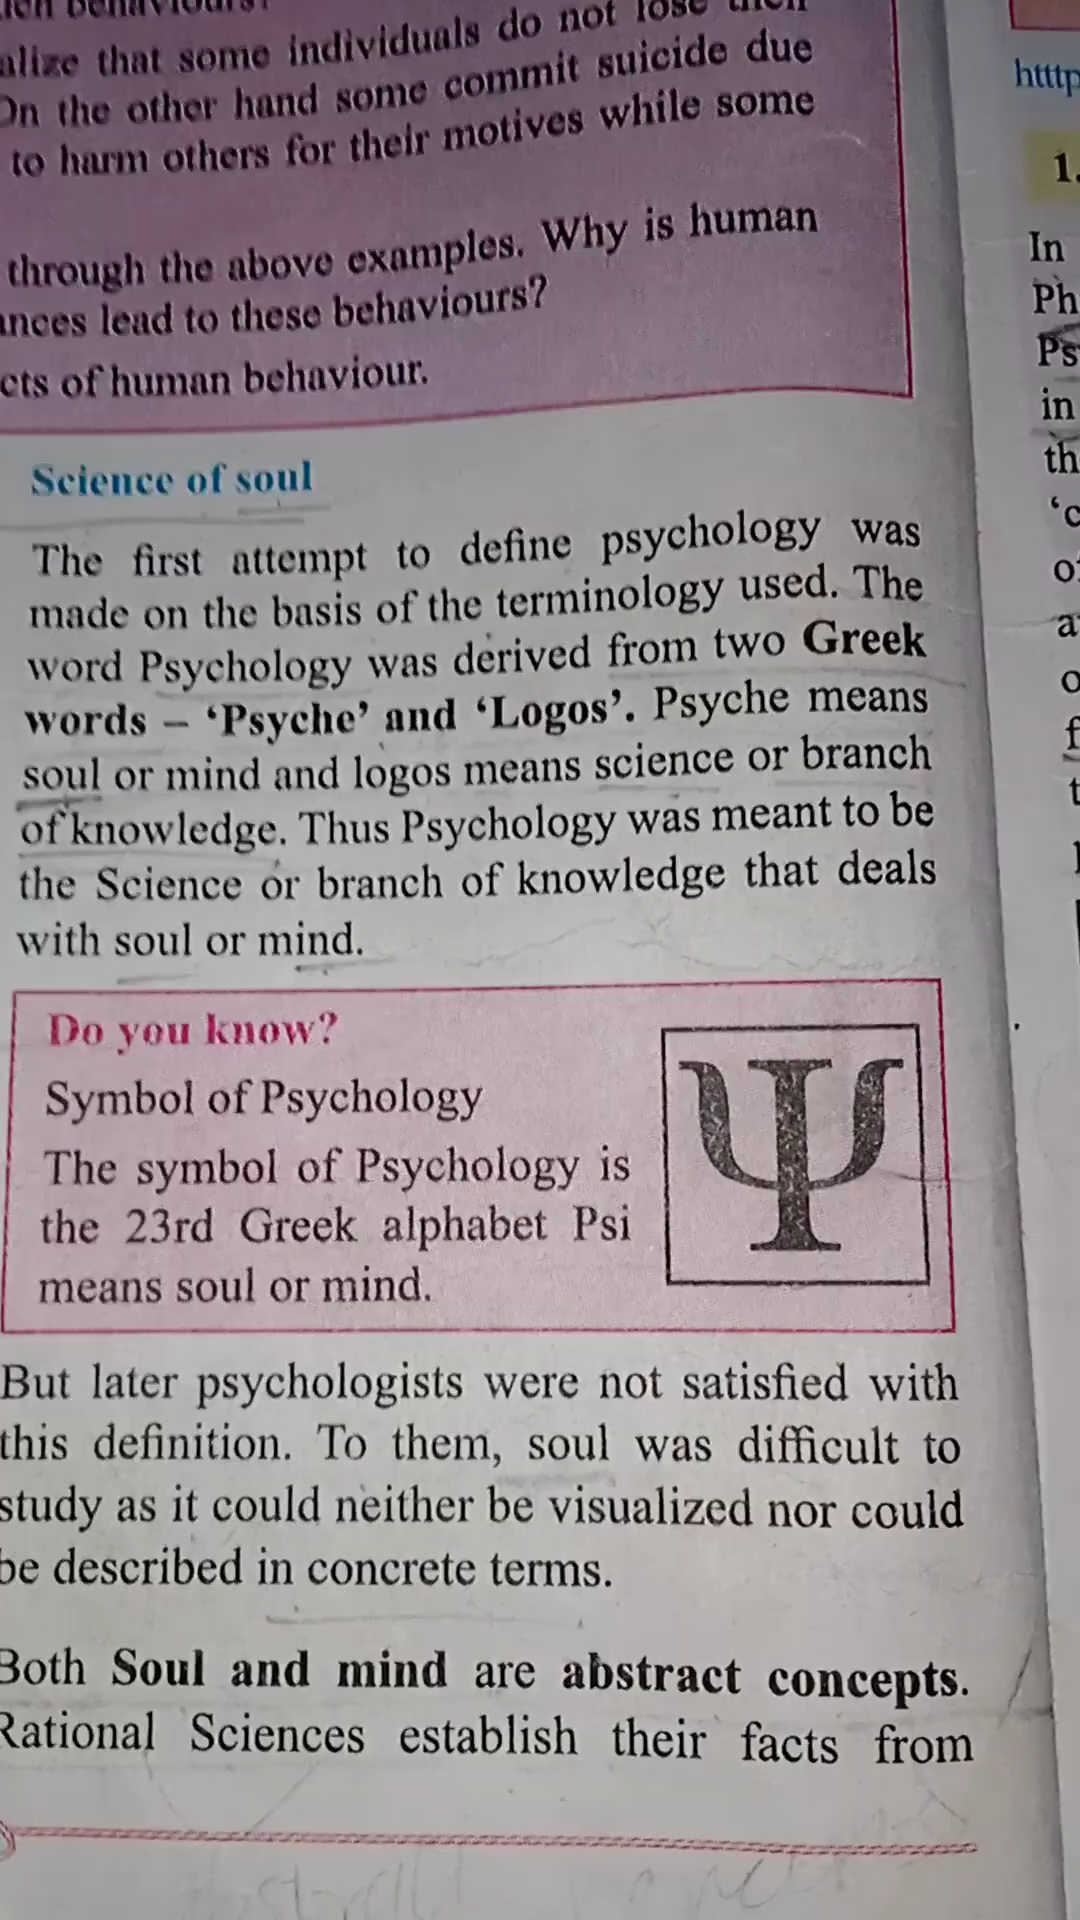 behaviours?
alize that some individuals do not lose their
On the other hand some commit suicide due
to harm others for their motives while some
through the above examples. Why is human
ances lead to these behaviours?
cts of human behaviour.
Science of soul
The first attempt to define psychology was
made on the basis of the terminology used. The
word Psychology was derived from two Greek
words – ‘Psyche’ and ‘Logos’. Psyche means
soul or mind and logos means science or branch
of knowledge. Thus Psychology was meant to be
the Science or branch of knowledge that deals
with soul or mind.
Do you know?
Symbol of Psychology
The symbol of Psychology is
the 23rd Greek alphabet Psi
means soul or mind.
Ψ
But later psychologists were not satisfied with
this definition. To them, soul was difficult to
study as it could neither be visualized nor could
be described in concrete terms.
Both Soul and mind are abstract concepts.
Rational Sciences establish their facts from
htttp
1.
In
Ph
Ps
in
th
‘c